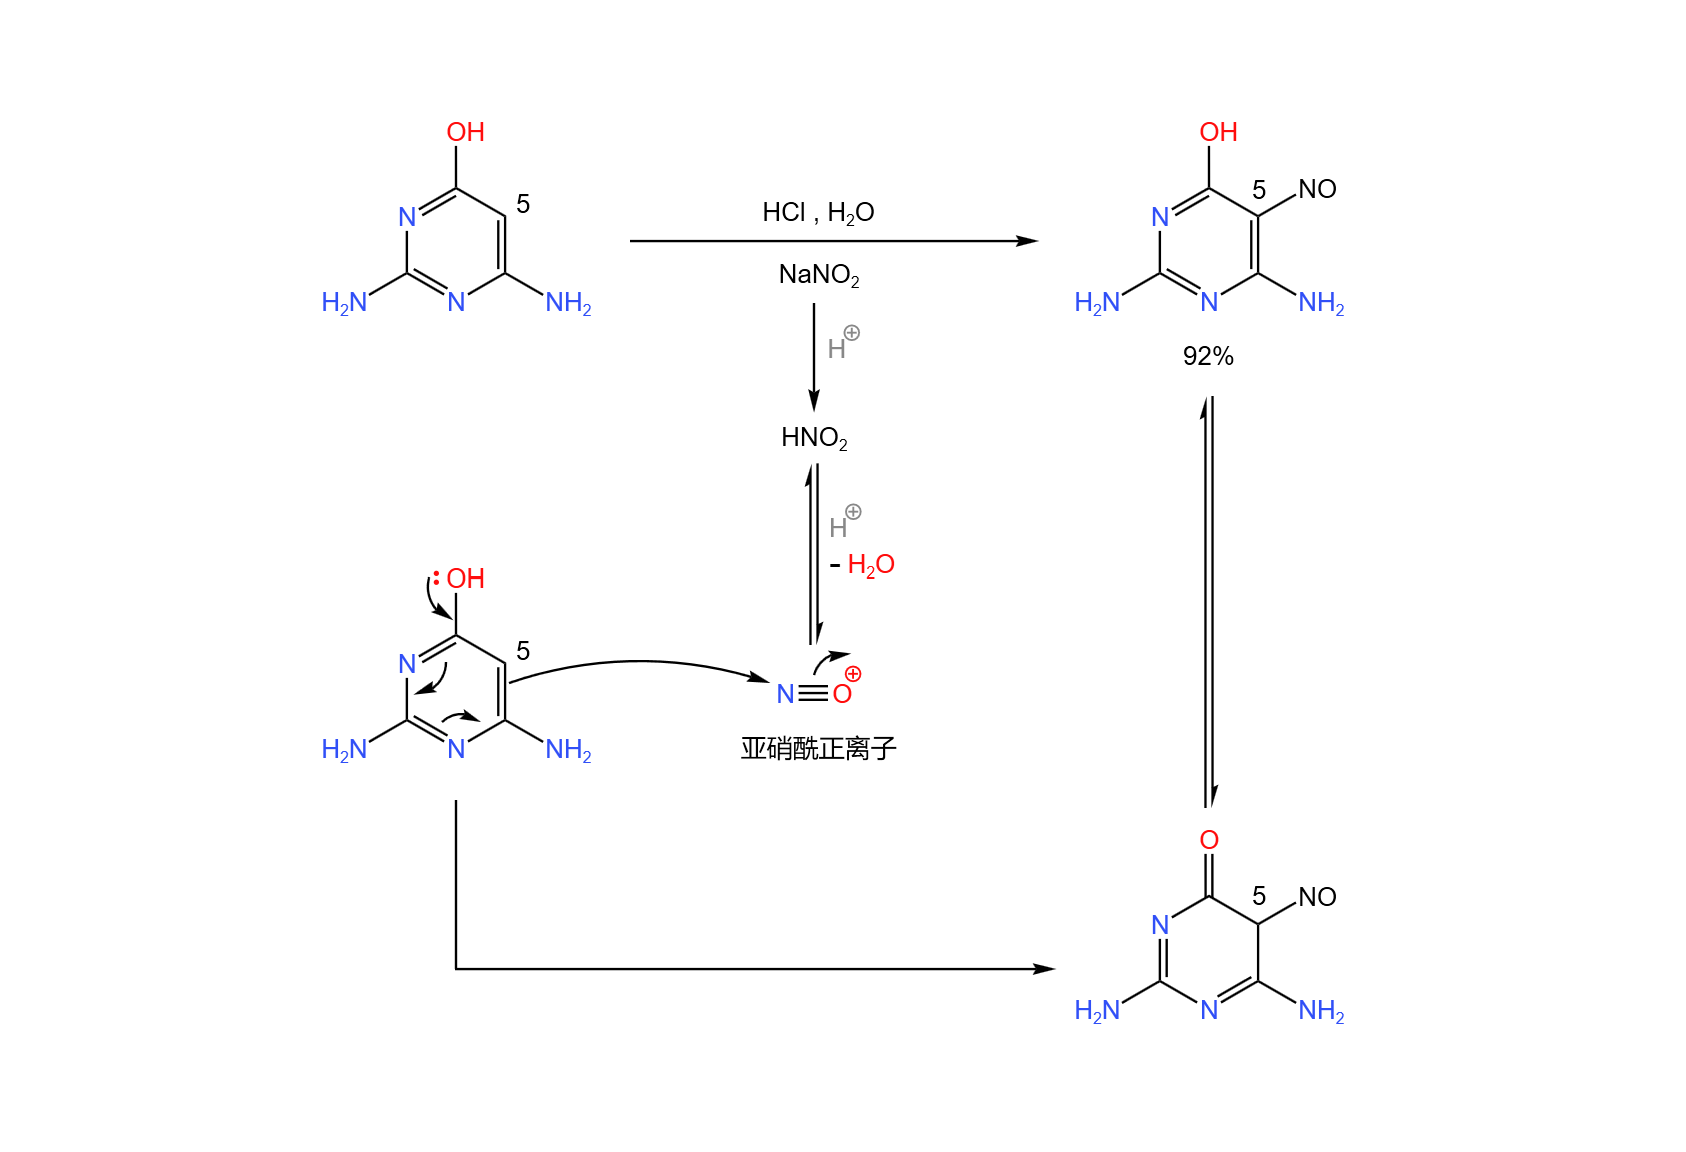 OH
OH
5
5
NO
HCl , H₂O
N
N
NaNO₂
H₂N
N
NH₂
H₂N
N
NH₂
H⊕
92%
HNO₂
H⊕
- H₂O
:OH
5
N
N≡O⊕
H₂N
N
NH₂
亚硝酰正离子
O
5
NO
N
H₂N
N
NH₂